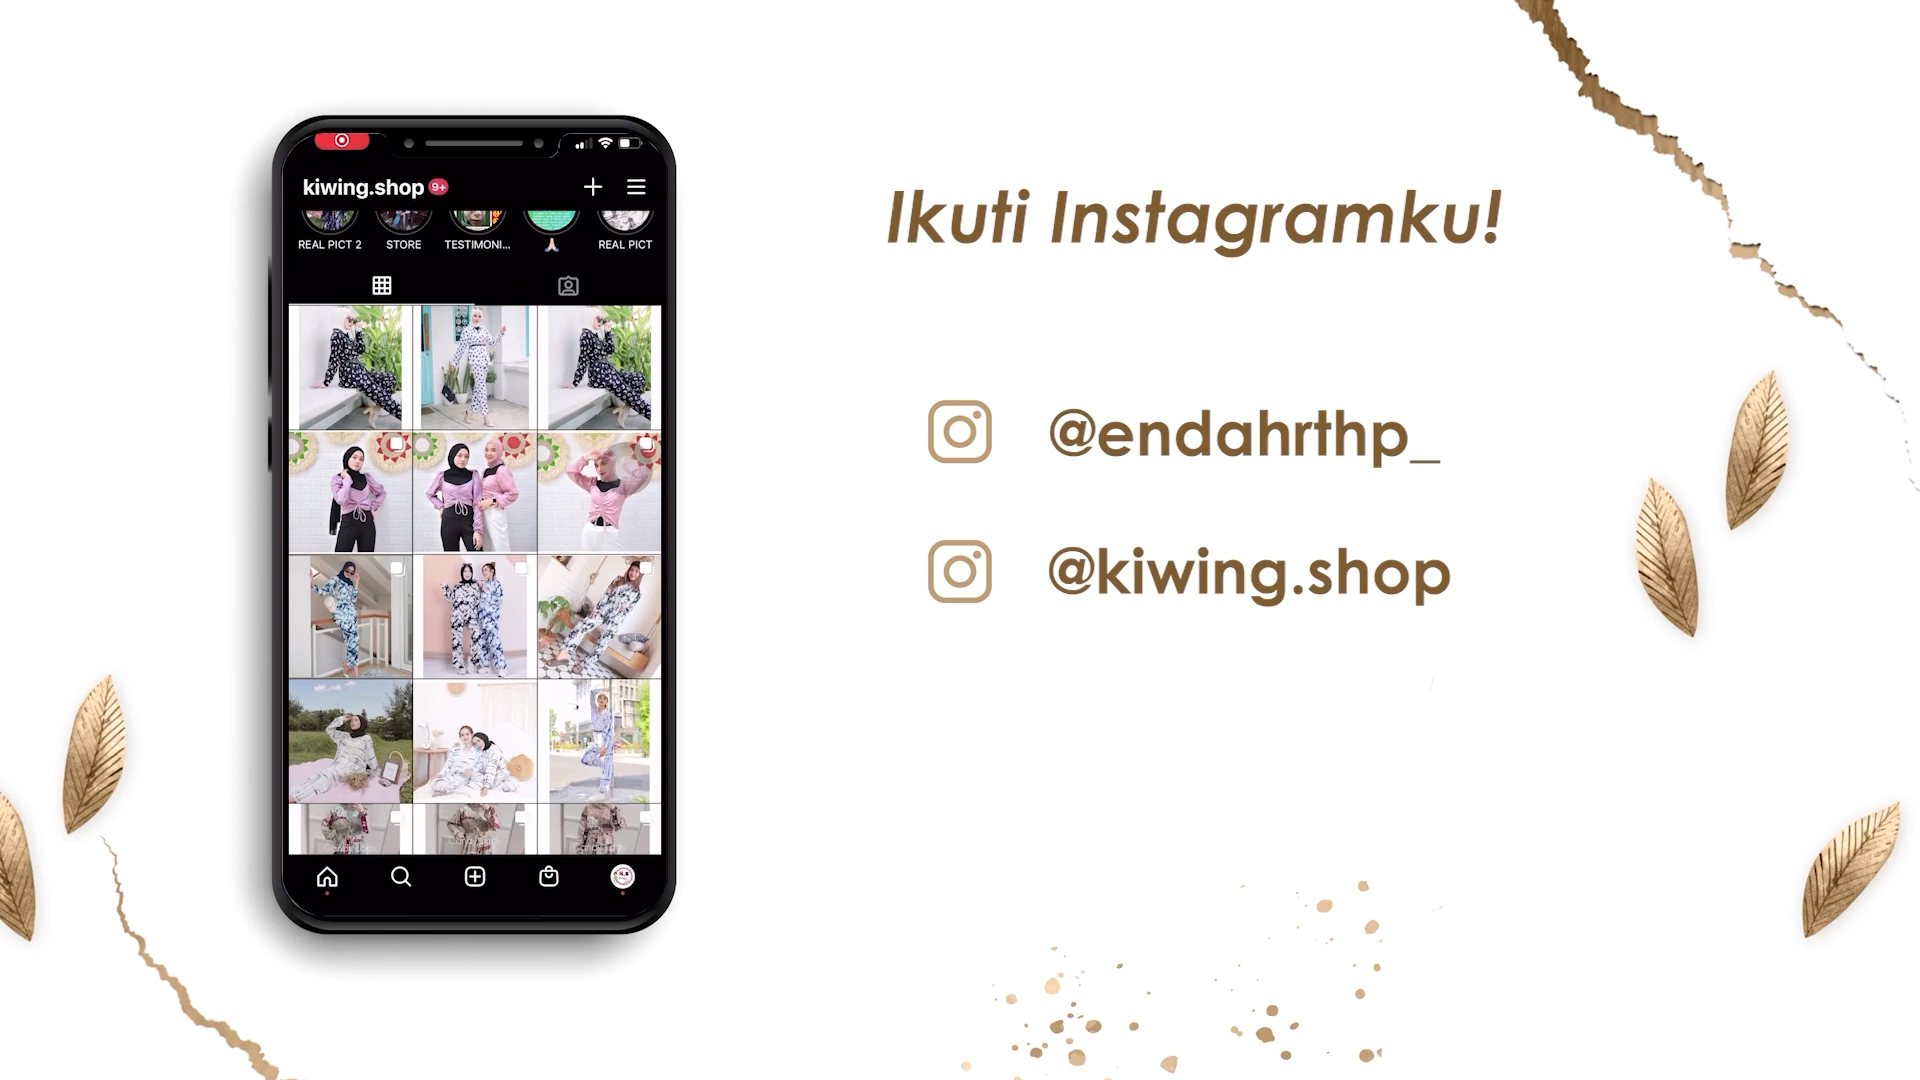 kiwing.shop 9+
REAL PICT 2
STORE
TESTIMONI...
🙏
REAL PICT
Ikuti Instagramku!
@endahrthp_
@kiwing.shop